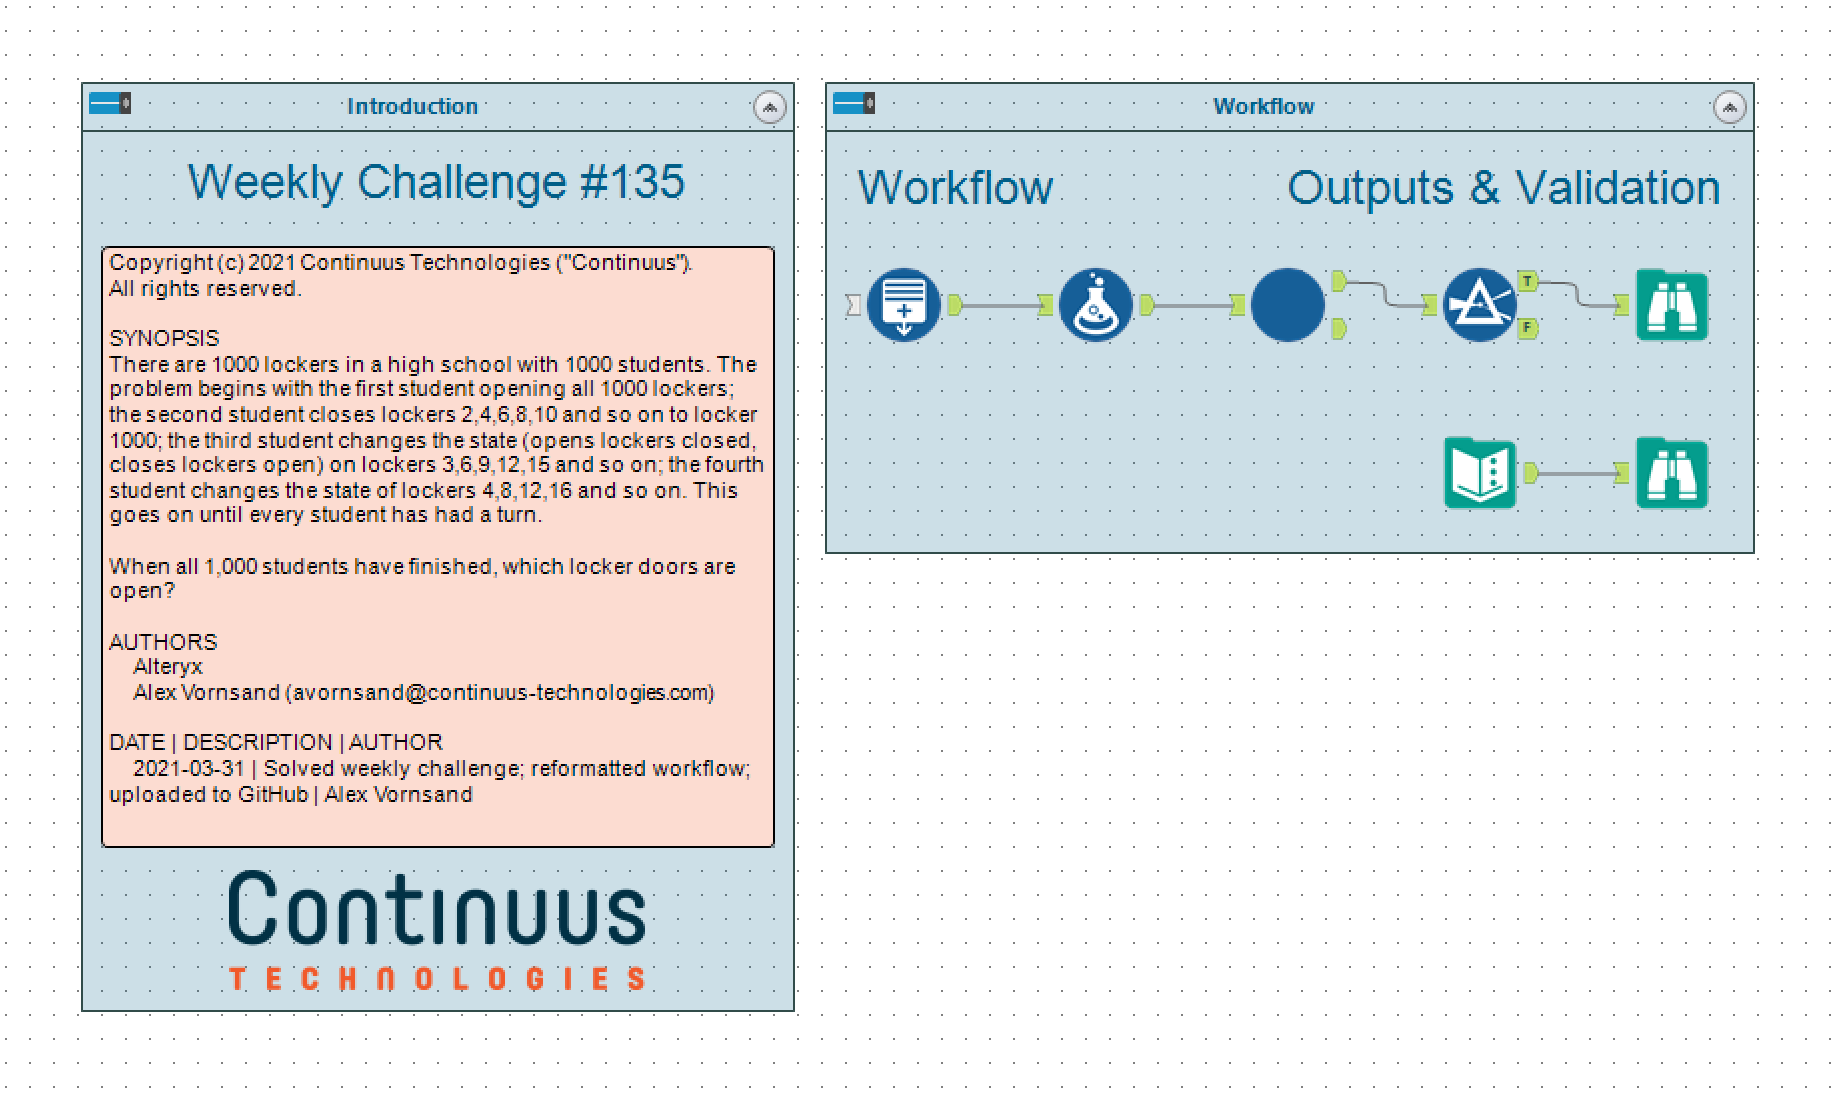 Introduction
Weekly Challenge #135
Copyright (c) 2021 Continuus Technologies ("Continuus").
All rights reserved.
SYNOPSIS
There are 1000 lockers in a high school with 1000 students. The
problem begins with the first student opening all 1000 lockers;
the second student closes lockers 2,4,6,8,10 and so on to locker
1000; the third student changes the state (opens lockers closed,
closes lockers open) on lockers 3,6,9,12,15 and so on; the fourth
student changes the state of lockers 4,8,12,16 and so on. This
goes on until every student has had a turn.
When all 1,000 students have finished, which locker doors are
open?
AUTHORS
Alteryx
Alex Vornsand (avornsand@continuus-technologies.com)
DATE | DESCRIPTION | AUTHOR
2021-03-31 | Solved weekly challenge; reformatted workflow;
uploaded to GitHub | Alex Vornsand
Continuus
TECHNOLOGIES
Workflow
Workflow
Outputs & Validation
T
F